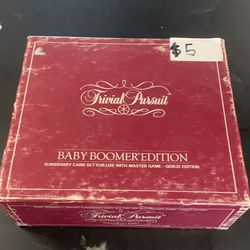 $5
Trivial Pursuit
BABY BOOMER EDITION
SUBSIDIARY CARD SET FOR USE WITH MASTER GAME - GENUS EDITION
Trivial Pursuit